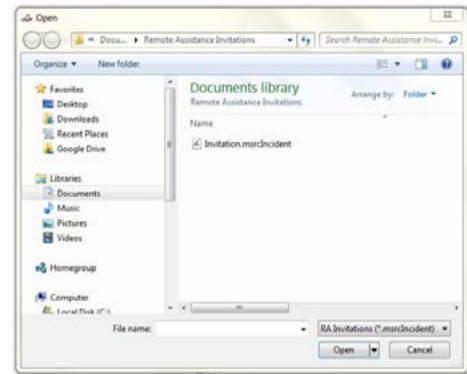 Open
« Docu... ▸ Remote Assistance Invitations
Search Remote Assistance Invi...
Organize ▾ New folder
Favorites
Desktop
Downloads
Recent Places
Google Drive
Libraries
Documents
Music
Pictures
Videos
Homegroup
Computer
Local Disk (C:)
Documents library
Remote Assistance Invitations
Arrange by: Folder ▾
Name
Invitation.msrcIncident
File name:
RA Invitations (*.msrcIncident)
Open
Cancel